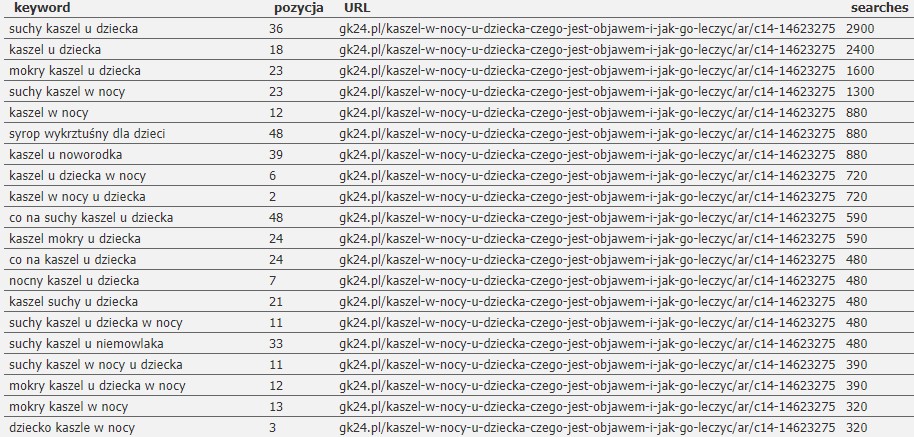 keyword pozycja URL searches
suchy kaszel u dziecka 36 gk24.pl/kaszel-w-nocy-u-dziecka-czego-jest-objawem-i-jak-go-leczyc/ar/c14-14623275 2900
kaszel u dziecka 18 gk24.pl/kaszel-w-nocy-u-dziecka-czego-jest-objawem-i-jak-go-leczyc/ar/c14-14623275 2400
mokry kaszel u dziecka 23 gk24.pl/kaszel-w-nocy-u-dziecka-czego-jest-objawem-i-jak-go-leczyc/ar/c14-14623275 1600
suchy kaszel w nocy 23 gk24.pl/kaszel-w-nocy-u-dziecka-czego-jest-objawem-i-jak-go-leczyc/ar/c14-14623275 1300
kaszel w nocy 12 gk24.pl/kaszel-w-nocy-u-dziecka-czego-jest-objawem-i-jak-go-leczyc/ar/c14-14623275 880
syrop wykrztuśny dla dzieci 48 gk24.pl/kaszel-w-nocy-u-dziecka-czego-jest-objawem-i-jak-go-leczyc/ar/c14-14623275 880
kaszel u noworodka 39 gk24.pl/kaszel-w-nocy-u-dziecka-czego-jest-objawem-i-jak-go-leczyc/ar/c14-14623275 880
kaszel u dziecka w nocy 6 gk24.pl/kaszel-w-nocy-u-dziecka-czego-jest-objawem-i-jak-go-leczyc/ar/c14-14623275 720
kaszel w nocy u dziecka 2 gk24.pl/kaszel-w-nocy-u-dziecka-czego-jest-objawem-i-jak-go-leczyc/ar/c14-14623275 720
co na suchy kaszel u dziecka 48 gk24.pl/kaszel-w-nocy-u-dziecka-czego-jest-objawem-i-jak-go-leczyc/ar/c14-14623275 590
kaszel mokry u dziecka 24 gk24.pl/kaszel-w-nocy-u-dziecka-czego-jest-objawem-i-jak-go-leczyc/ar/c14-14623275 590
co na kaszel u dziecka 24 gk24.pl/kaszel-w-nocy-u-dziecka-czego-jest-objawem-i-jak-go-leczyc/ar/c14-14623275 480
nocny kaszel u dziecka 7 gk24.pl/kaszel-w-nocy-u-dziecka-czego-jest-objawem-i-jak-go-leczyc/ar/c14-14623275 480
kaszel suchy u dziecka 21 gk24.pl/kaszel-w-nocy-u-dziecka-czego-jest-objawem-i-jak-go-leczyc/ar/c14-14623275 480
suchy kaszel u dziecka w nocy 11 gk24.pl/kaszel-w-nocy-u-dziecka-czego-jest-objawem-i-jak-go-leczyc/ar/c14-14623275 480
suchy kaszel u niemowlaka 33 gk24.pl/kaszel-w-nocy-u-dziecka-czego-jest-objawem-i-jak-go-leczyc/ar/c14-14623275 480
suchy kaszel w nocy u dziecka 11 gk24.pl/kaszel-w-nocy-u-dziecka-czego-jest-objawem-i-jak-go-leczyc/ar/c14-14623275 390
mokry kaszel u dziecka w nocy 12 gk24.pl/kaszel-w-nocy-u-dziecka-czego-jest-objawem-i-jak-go-leczyc/ar/c14-14623275 390
mokry kaszel w nocy 13 gk24.pl/kaszel-w-nocy-u-dziecka-czego-jest-objawem-i-jak-go-leczyc/ar/c14-14623275 320
dziecko kaszle w nocy 3 gk24.pl/kaszel-w-nocy-u-dziecka-czego-jest-objawem-i-jak-go-leczyc/ar/c14-14623275 320